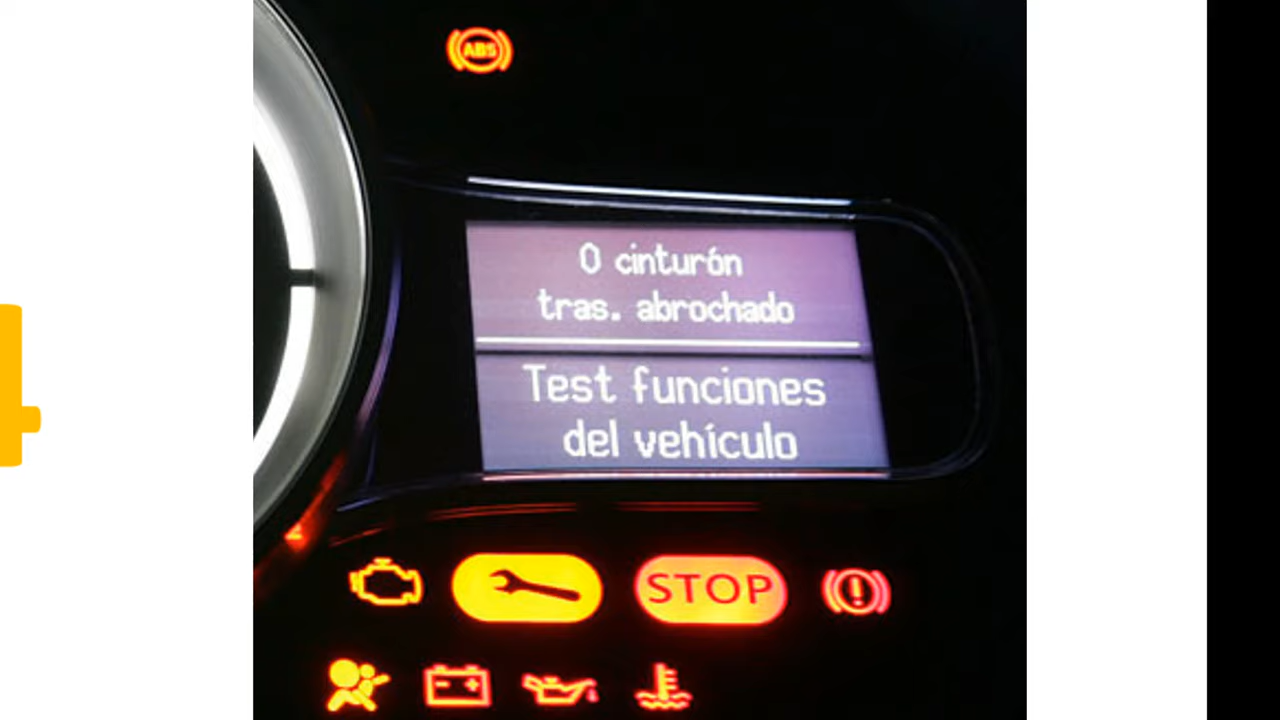 ABS
0 cinturón
tras. abrochado
Test funciones
del vehículo
STOP